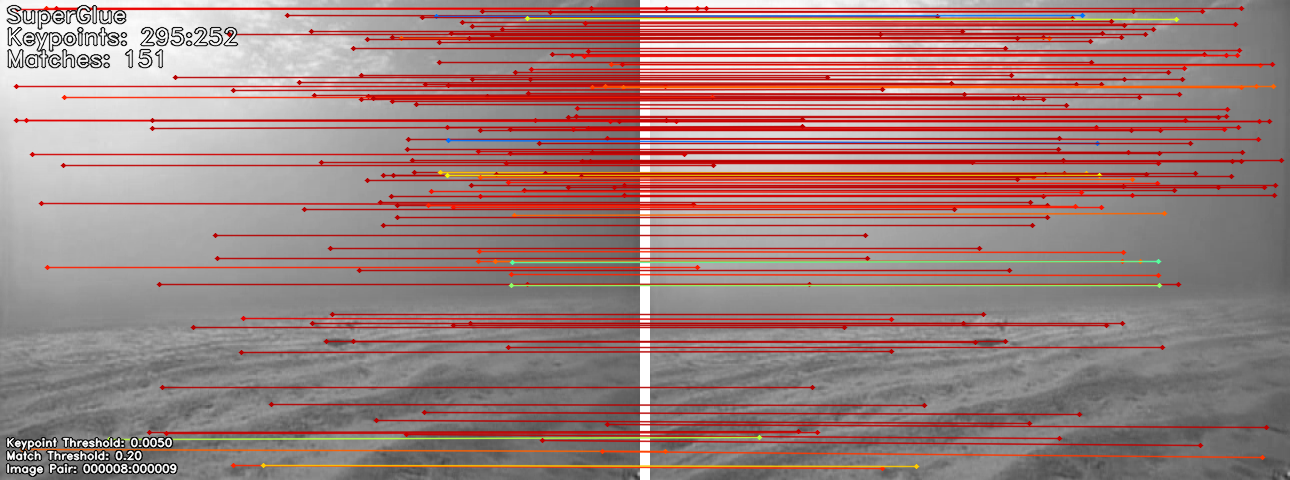 SuperGlue
Keypoints: 295:252
Matches: 151
Keypoint Threshold: 0.0050
Match Threshold: 0.20
Image Pair: 000008:000009